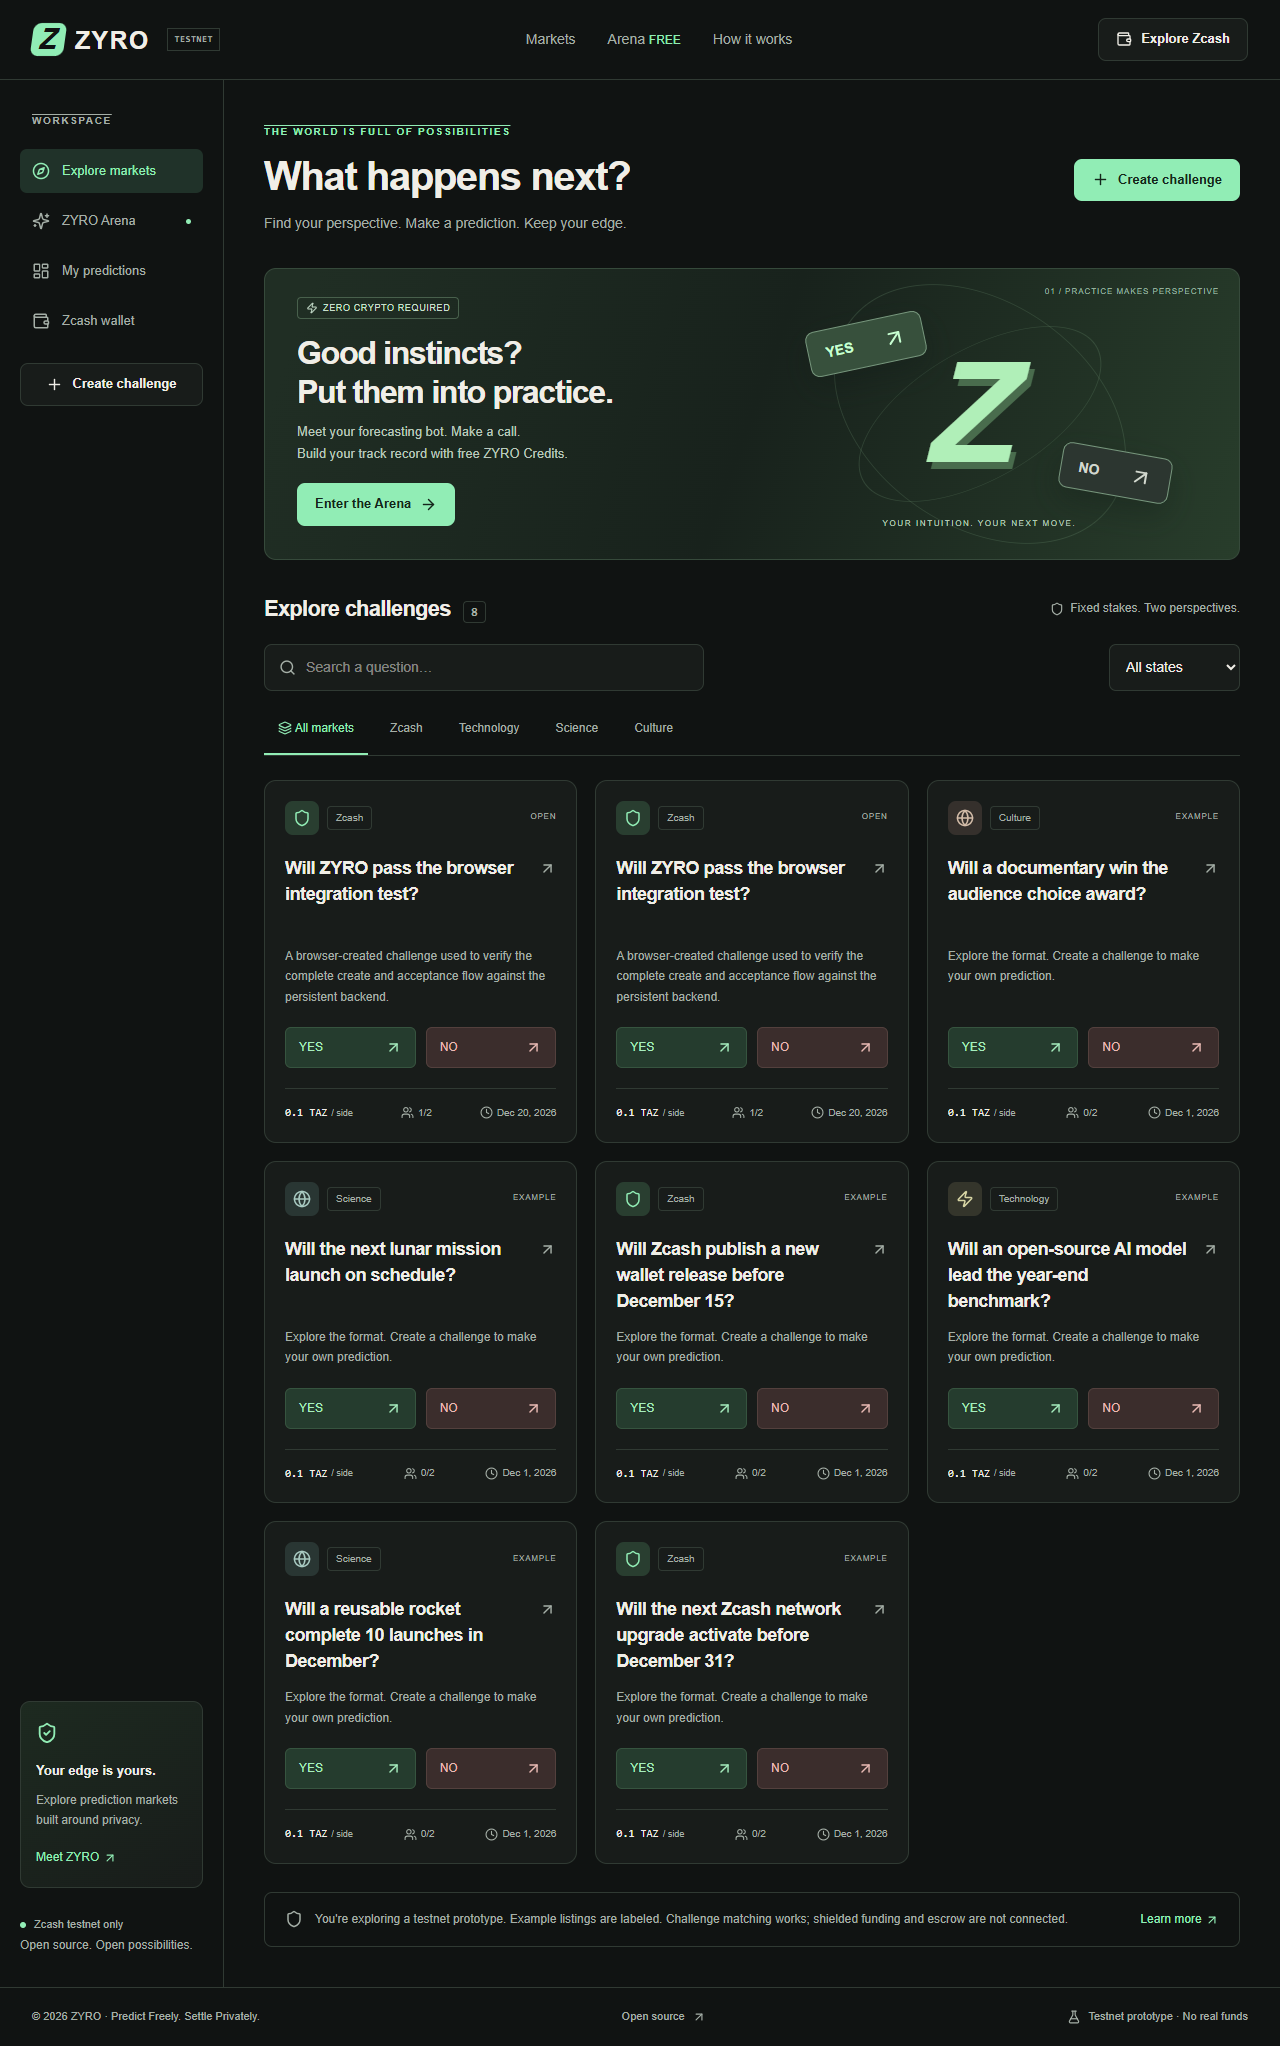 Z ZYRO TESTNET
Markets
Arena FREE
How it works
Explore Zcash
WORKSPACE
Explore markets
ZYRO Arena
My predictions
Zcash wallet
Create challenge
THE WORLD IS FULL OF POSSIBILITIES
What happens next?
Find your perspective. Make a prediction. Keep your edge.
Create challenge
ZERO CRYPTO REQUIRED
Good instincts?
Put them into practice.
Meet your forecasting bot. Make a call.
Build your track record with free ZYRO Credits.
Enter the Arena
01 / PRACTICE MAKES PERSPECTIVE
YES
Z
NO
YOUR INTUITION. YOUR NEXT MOVE.
Explore challenges 8
Fixed stakes. Two perspectives.
Search a question...
All states
All markets
Zcash
Technology
Science
Culture
Zcash
OPEN
Will ZYRO pass the browser
integration test?
A browser-created challenge used to verify the
complete create and acceptance flow against the
persistent backend.
YES
NO
0.1 TAZ / side
1/2
Dec 20, 2026
Zcash
OPEN
Will ZYRO pass the browser
integration test?
A browser-created challenge used to verify the
complete create and acceptance flow against the
persistent backend.
YES
NO
0.1 TAZ / side
1/2
Dec 20, 2026
Culture
EXAMPLE
Will a documentary win the
audience choice award?
Explore the format. Create a challenge to make
your own prediction.
YES
NO
0.1 TAZ / side
0/2
Dec 1, 2026
Science
EXAMPLE
Will the next lunar mission
launch on schedule?
Explore the format. Create a challenge to make
your own prediction.
YES
NO
0.1 TAZ / side
0/2
Dec 1, 2026
Zcash
EXAMPLE
Will Zcash publish a new
wallet release before
December 15?
Explore the format. Create a challenge to make
your own prediction.
YES
NO
0.1 TAZ / side
0/2
Dec 1, 2026
Technology
EXAMPLE
Will an open-source AI model
lead the year-end
benchmark?
Explore the format. Create a challenge to make
your own prediction.
YES
NO
0.1 TAZ / side
0/2
Dec 1, 2026
Science
EXAMPLE
Will a reusable rocket
complete 10 launches in
December?
Explore the format. Create a challenge to make
your own prediction.
YES
NO
0.1 TAZ / side
0/2
Dec 1, 2026
Zcash
EXAMPLE
Will the next Zcash network
upgrade activate before
December 31?
Explore the format. Create a challenge to make
your own prediction.
YES
NO
0.1 TAZ / side
0/2
Dec 1, 2026
Your edge is yours.
Explore prediction markets
built around privacy.
Meet ZYRO
Zcash testnet only
Open source. Open possibilities.
You're exploring a testnet prototype. Example listings are labeled. Challenge matching works; shielded funding and escrow are not connected.
Learn more
© 2026 ZYRO · Predict Freely. Settle Privately.
Open source
Testnet prototype · No real funds